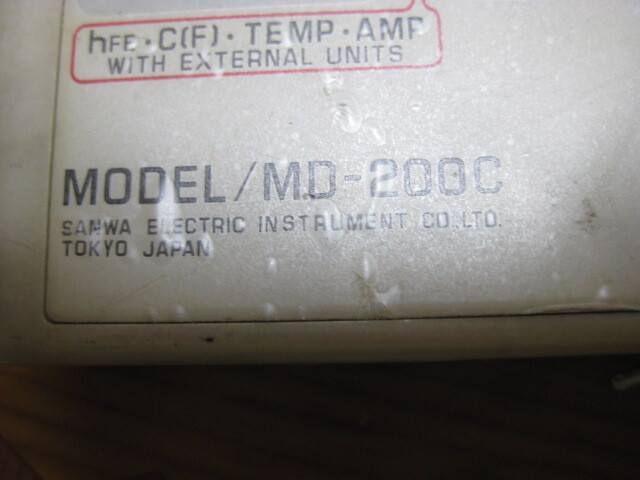 hFE·C(F)·TEMP·AMP
WITH EXTERNAL UNITS
MODEL/MD-200C
SANWA ELECTRIC INSTRUMENT CO.,LTD.
TOKYO JAPAN